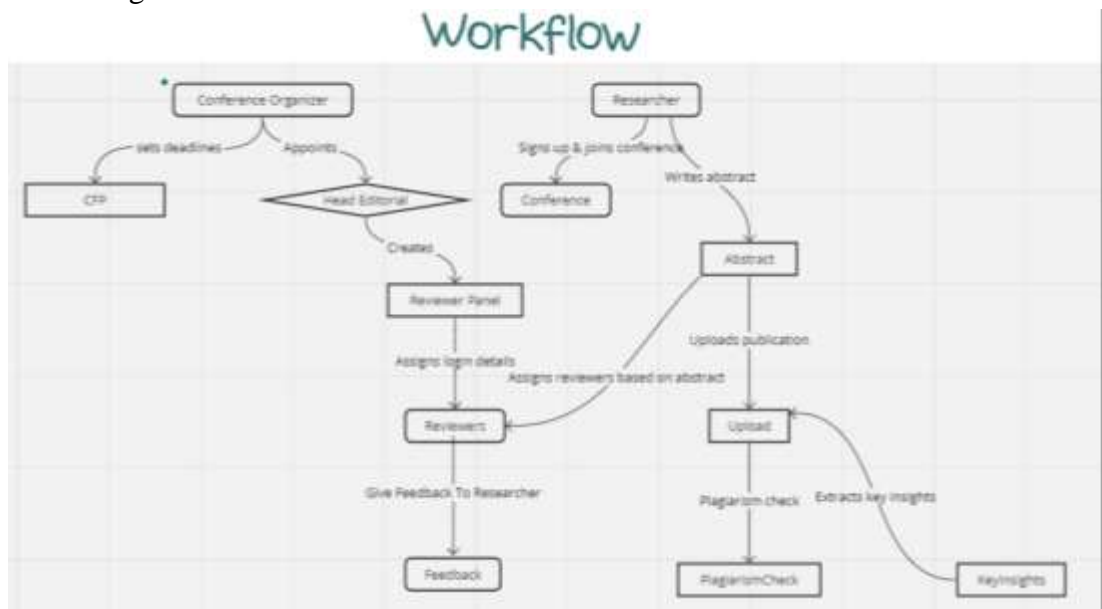 Workflow
Conference Organizer
Researcher
sets deadlines
Appoints
Signs up & joins conference
Writes abstract
CFP
Head Editorial
Conference
Creates
Abstract
Reviewer Panel
Uploads publication
Assigns login details
Assigns reviewers based on abstract
Reviewers
Upload
Give Feedback To Researcher
Plagiarism check
Extracts key insights
Feedback
PlagiarismCheck
KeyInsights